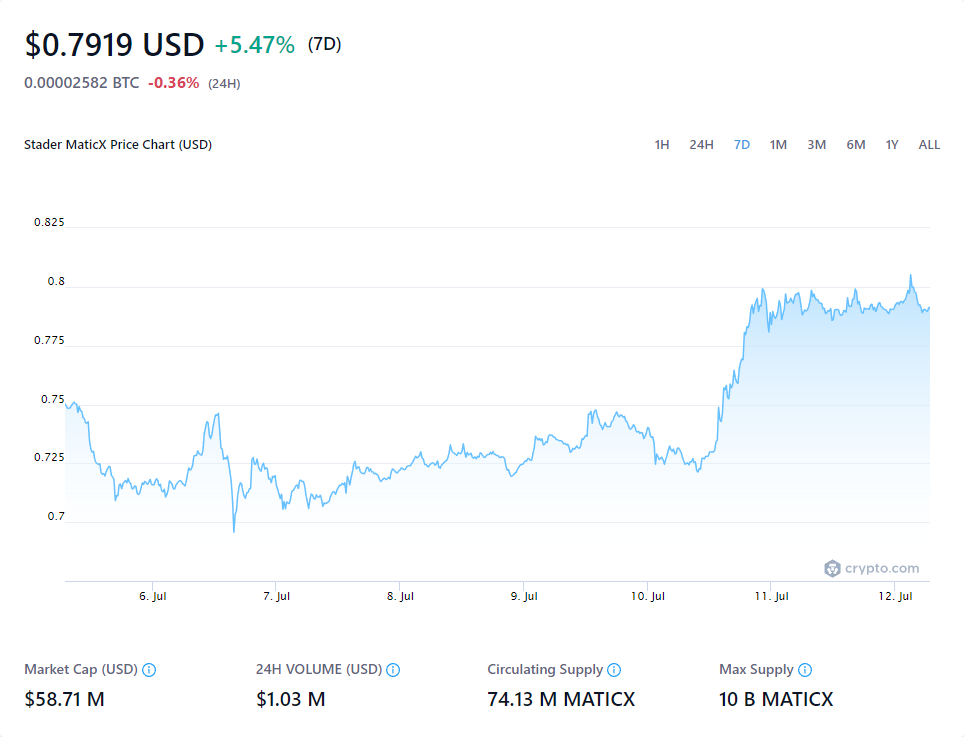 $0.7919 USD +5.47% (7D)
0.00002582 BTC -0.36% (24H)
Stader MaticX Price Chart (USD) 1H 24H 7D 1M 3M 6M 1Y ALL
0.825
0.8
0.775
0.75
0.725
0.7
crypto.com
6. Jul 7. Jul 8. Jul 9. Jul 10. Jul 11. Jul 12. Jul
Market Cap (USD) 24H VOLUME (USD) Circulating Supply Max Supply
$58.71 M $1.03 M 74.13 M MATICX 10 B MATICX